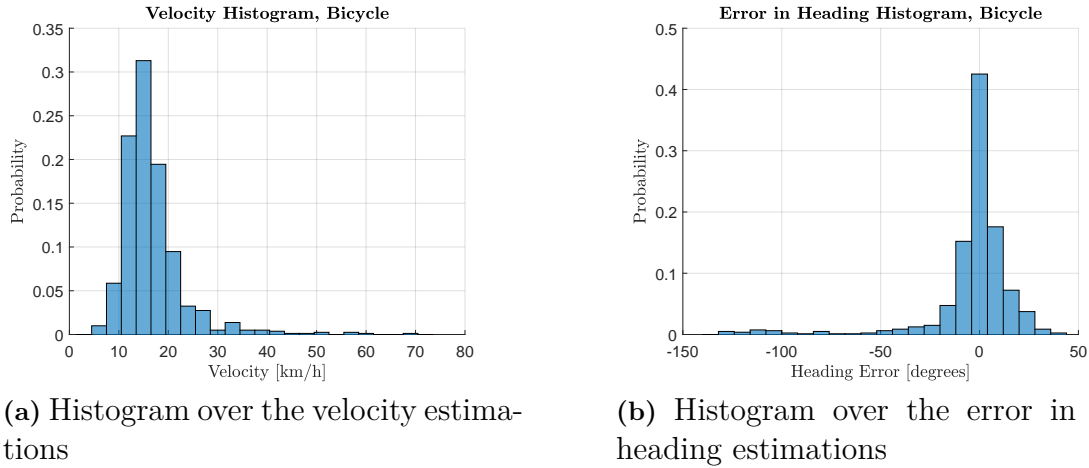 Velocity Histogram, Bicycle
0.35
0.3
0.25
0.2
0.15
0.1
0.05
0
Probability
0 10 20 30 40 50 60 70 80
Velocity [km/h]
(a) Histogram over the velocity estima-
tions
Error in Heading Histogram, Bicycle
0.5
0.4
0.3
0.2
0.1
0
Probability
-150 -100 -50 0 50
Heading Error [degrees]
(b) Histogram over the error in
heading estimations